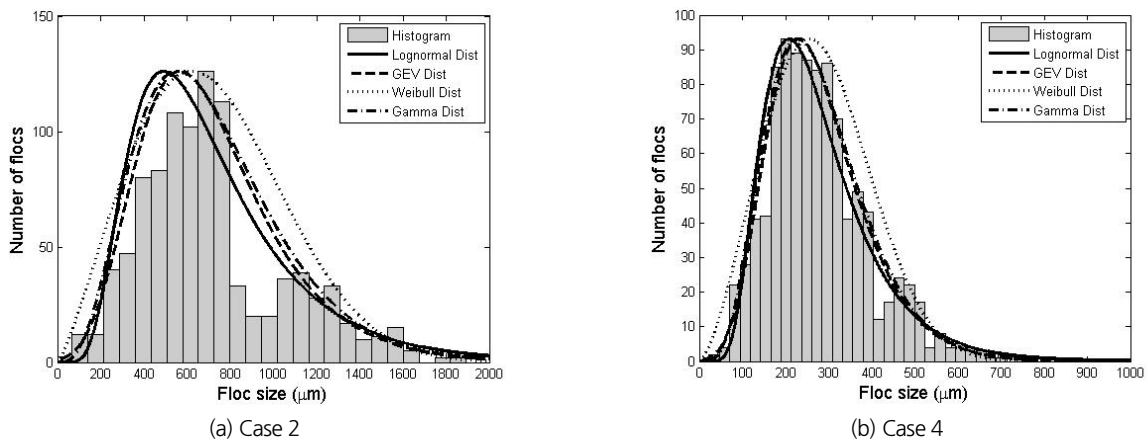 150
100
50
0
Number of flocs
Histogram
Lognormal Dist
GEV Dist
Weibull Dist
Gamma Dist
0 200 400 600 800 1000 1200 1400 1600 1800 2000
Floc size (μm)
(a) Case 2
100
90
80
70
60
50
40
30
20
10
0
Number of flocs
Histogram
Lognormal Dist
GEV Dist
Weibull Dist
Gamma Dist
0 100 200 300 400 500 600 700 800 900 1000
Floc size (μm)
(b) Case 4